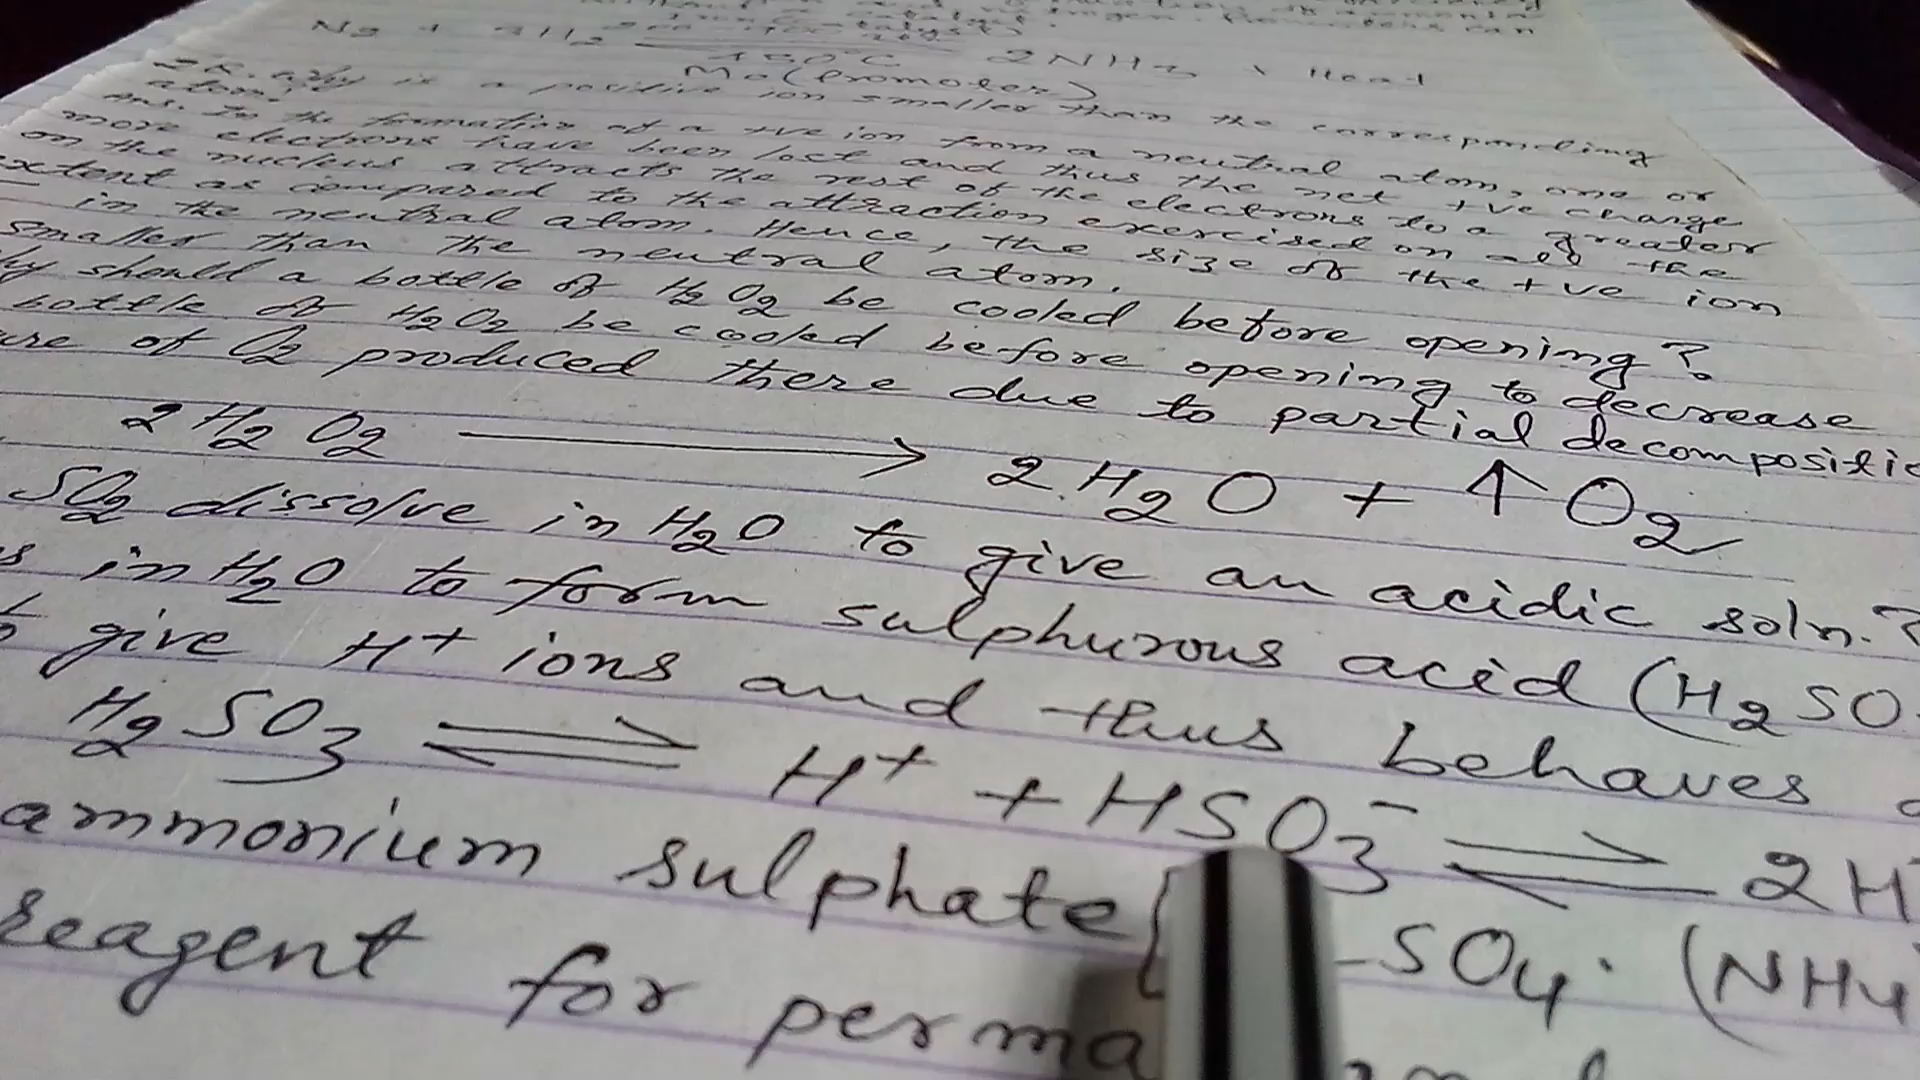 N2 + 3H2 2NH3 + Heat
450°C
Mo (Promoter)
is a positive ion smaller than the corresponding
atom?
ans. In the formation of a +ve ion from a neutral atom, one or
more electrons have been lost and thus the net +ve charge
on the nucleus attracts the rest of the electrons to a greater
extent as compared to the attraction exercised on all the
in the neutral atom. Hence, the size of the +ve ion
smaller than the neutral atom.
should a bottle of H2O2 be cooled before opening?
bottle of H2O2 be cooled before opening to decrease
of O2 produced there due to partial
2H2O2 → 2H2O + ↑O2
SO2 dissolve in H2O to give an acidic soln.?
in H2O to form sulphurous acid (H2SO
give H+ ions and thus behaves
H2SO3 ⇌ H+ + HSO3- ⇌ 2H
ammonium sulphate SO4. (NH4
reagent for